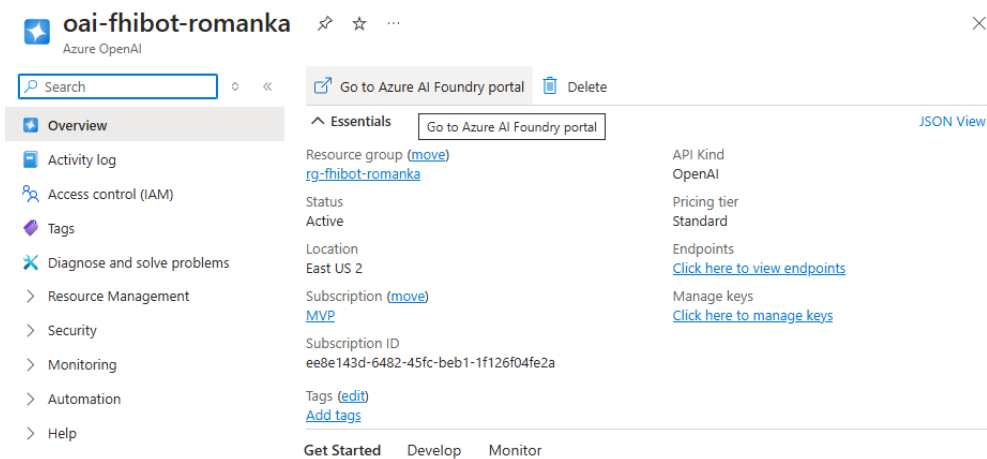 oai-fhibot-romanka
Azure OpenAI
Search
Overview
Activity log
Access control (IAM)
Tags
Diagnose and solve problems
Resource Management
Security
Monitoring
Automation
Help
Go to Azure AI Foundry portal
Delete
Essentials
Go to Azure AI Foundry portal
JSON View
Resource group (move)
rg-fhibot-romanka
Status
Active
Location
East US 2
Subscription (move)
MVP
Subscription ID
ee8e143d-6482-45fc-beb1-1f126f04fe2a
Tags (edit)
Add tags
API Kind
OpenAI
Pricing tier
Standard
Endpoints
Click here to view endpoints
Manage keys
Click here to manage keys
Get Started Develop Monitor